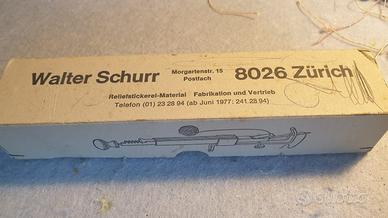 Walter Schurr Morgartenstr. 15 Postfach 8026 Zürich
Reliefstickerei-Material Fabrikation und Vertrieb
Telefon (01) 23 28 94 (ab Juni 1977: 241 28 94)
subito